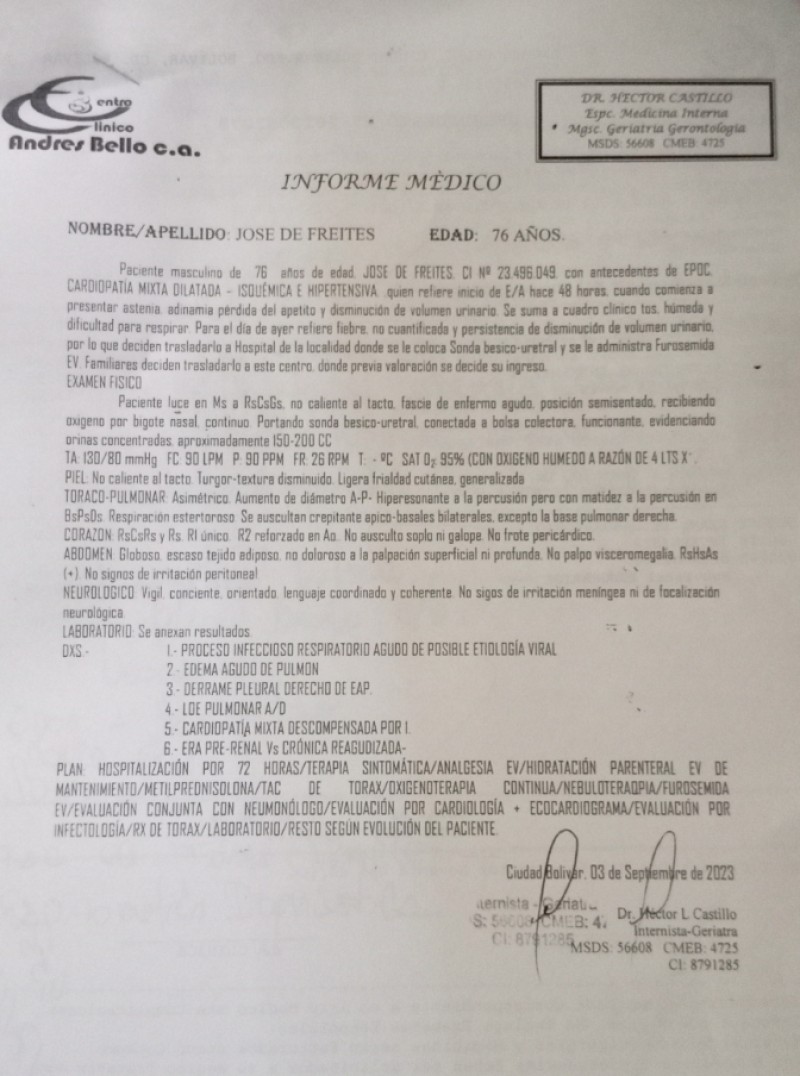 Centro
Clinico
Andres Bello c.a.
DR. HECTOR CASTILLO
Espc. Medicina Interna
Mgsc. Geriatria Gerontologia
MSDS: 56608 CMEB: 4725
INFORME MÈDICO
NOMBRE/APELLIDO: JOSE DE FREITES EDAD: 76 AÑOS.
Paciente masculino de 76 años de edad, JOSE DE FREITES, CI Nº 23.496.049, con antecedentes de EPOC,
CARDIOPATÍA MIXTA DILATADA – ISQUÉMICA E HIPERTENSIVA, quien refiere inicio de E/A hace 48 horas, cuando comienza a
presentar astenia, adinamia pérdida del apetito y disminución de volumen urinario. Se suma a cuadro clínico tos, húmeda y
dificultad para respirar. Para el día de ayer refiere fiebre, no cuantificada y persistencia de disminución de volumen urinario,
por lo que deciden trasladarlo a Hospital de la localidad donde se le coloca Sonda besico-uretral y se le administra Furosemida
EV. Familiares deciden trasladarlo a este centro, donde previa valoración se decide su ingreso.
EXAMEN FISICO
Paciente luce en Ms a RsCsGs, no caliente al tacto, fascie de enfermo agudo, posición semisentado, recibiendo
oxigeno por bigote nasal, continuo. Portando sonda besico-uretral, conectada a bolsa colectora, funcionante, evidenciando
orinas concentradas, aproximadamente 150-200 CC
TA: 130/80 mmHg FC: 90 LPM P: 90 PPM FR: 26 RPM T: - ºC SAT O2: 95% (CON OXIGENO HUMEDO A RAZÓN DE 4 LTS X'.
PIEL: No caliente al tacto. Turgor-textura disminuido. Ligera frialdad cutánea, generalizada
TORACO-PULMONAR: Asimétrico. Aumento de diámetro A-P- Hiperesonante a la percusión pero con matidez a la percusión en
BsPsDs. Respiración estertoroso. Se auscultan crepitante apico-basales bilaterales, excepto la base pulmonar derecha.
CORAZON: RsCsRs y Rs. R1 único. R2 reforzado en Ao. No ausculto soplo ni galope. No frote pericárdico.
ABDOMEN: Globoso, escaso tejido adiposo, no doloroso a la palpación superficial ni profunda. No palpo visceromegalia. RsHsAs
(+). No signos de irritación peritoneal
NEUROLOGICO: Vigil, conciente, orientado, lenguaje coordinado y coherente. No sigos de irritación meníngea ni de focalización
neurológica
LABORATORIO: Se anexan resultados.
DXS.- 1.- PROCESO INFECCIOSO RESPIRATORIO AGUDO DE POSIBLE ETIOLOGÍA VIRAL
2.- EDEMA AGUDO DE PULMON
3.- DERRAME PLEURAL DERECHO DE EAP.
4.- LOE PULMONAR A/D
5.- CARDIOPATÍA MIXTA DESCOMPENSADA POR 1.
6.- ERA PRE-RENAL Vs CRÓNICA REAGUDIZADA-
PLAN: HOSPITALIZACIÓN POR 72 HORAS/TERAPIA SINTOMÁTICA/ANALGESIA EV/HIDRATACIÓN PARENTERAL EV DE
MANTENIMIENTO/METILPREDNISOLONA/TAC DE TORAX/OXIGENOTERAPIA CONTINUA/NEBULOTERAOPIA/FUROSEMIDA
EV/EVALUACIÓN CONJUNTA CON NEUMONÓLOGO/EVALUACIÓN POR CARDIOLOGÍA + ECOCARDIOGRAMA/EVALUACIÓN POR
INFECTOLOGÍA/RX DE TORAX/LABORATORIO/RESTO SEGÚN EVOLUCIÓN DEL PACIENTE.
Ciudad Bolívar, 03 de Septiembre de 2023
Dr. Héctor L Castillo
Internista-Geriatra
MSDS: 56608 CMEB: 4725
CI: 8791285
CI: 8791285